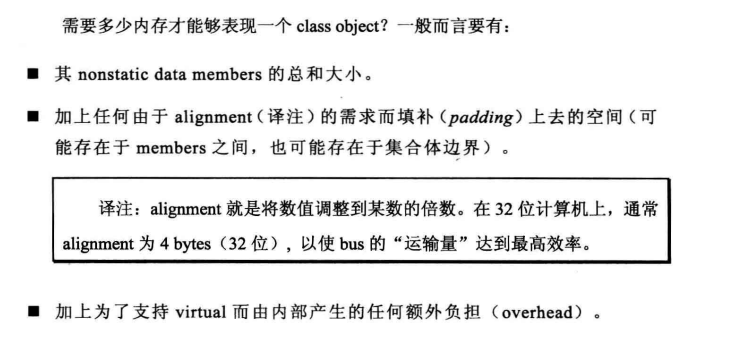 需要多少内存才能够表现一个 class object？一般而言要有：
■ 其 nonstatic data members 的总和大小。
■ 加上任何由于 alignment（译注）的需求而填补（padding）上去的空间（可
能存在于 members 之间，也可能存在于集合体边界）。
译注：alignment 就是将数值调整到某数的倍数。在 32 位计算机上，通常
alignment 为 4 bytes（32 位）, 以使 bus 的“运输量”达到最高效率。
■ 加上为了支持 virtual 而由内部产生的任何额外负担（overhead）。